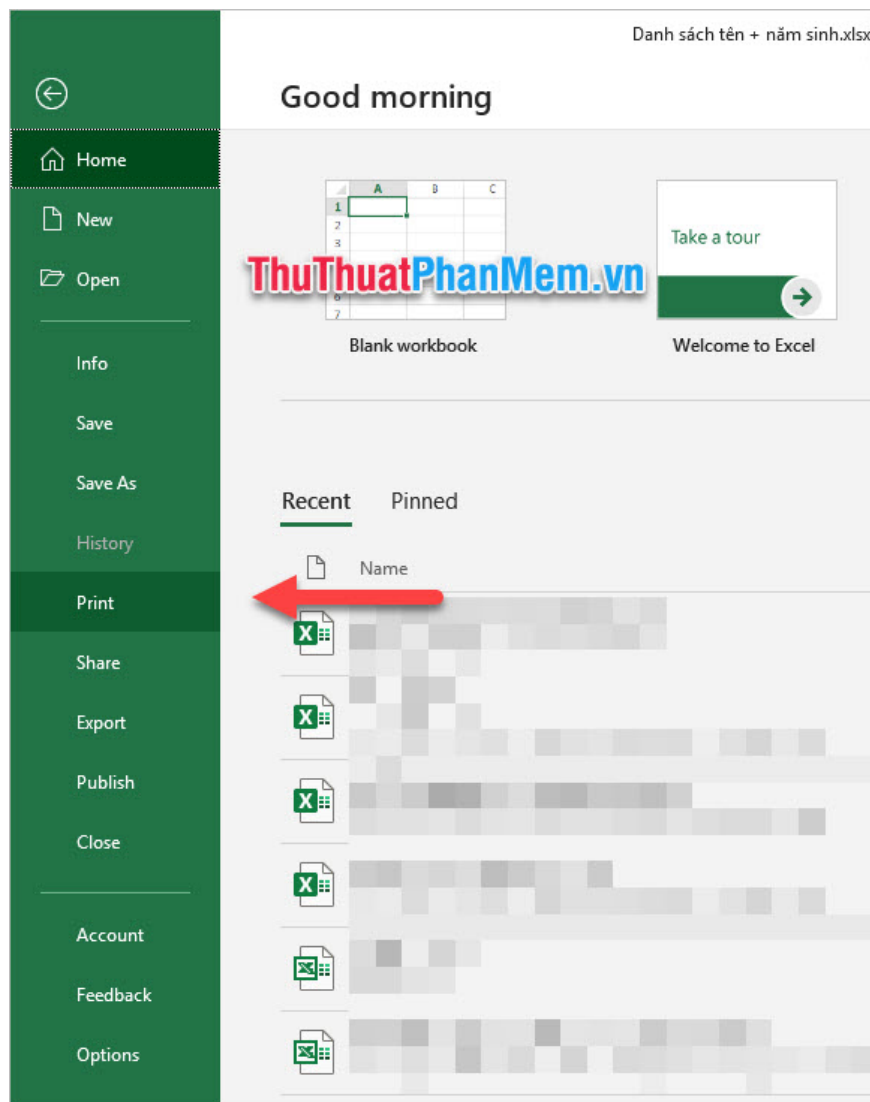 Danh sách tên + năm sinh.xlsx
Good morning
Home
New
Open
Info
Save
Save As
History
Print
Share
Export
Publish
Close
Account
Feedback
Options
A B C
1
2
3
6
7
ThuThuatPhanMem.vn
Blank workbook
Take a tour
Welcome to Excel
Recent Pinned
Name